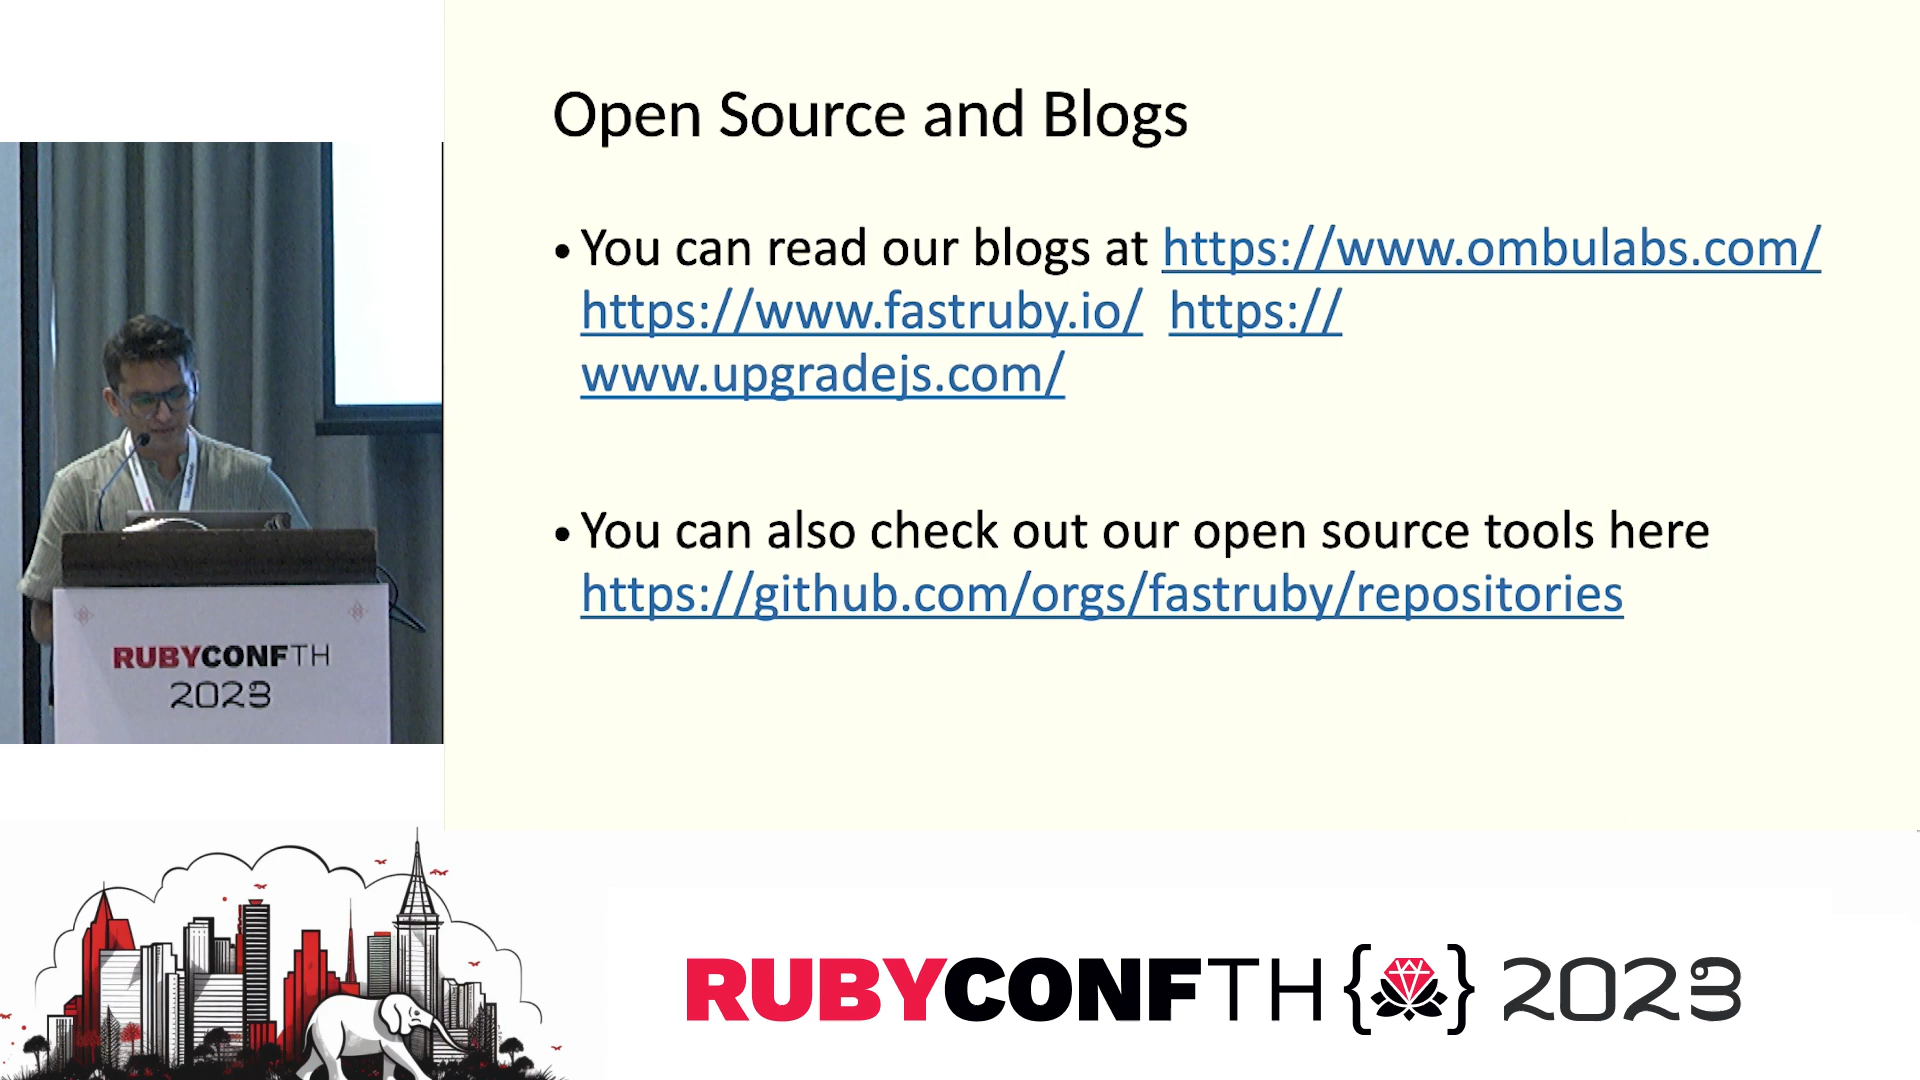 Open Source and Blogs
• You can read our blogs at https://www.ombulabs.com/
https://www.fastruby.io/ https://
www.upgradejs.com/
• You can also check out our open source tools here
https://github.com/orgs/fastruby/repositories
RUBYCONFTH
2023
RUBYCONFTH 2023